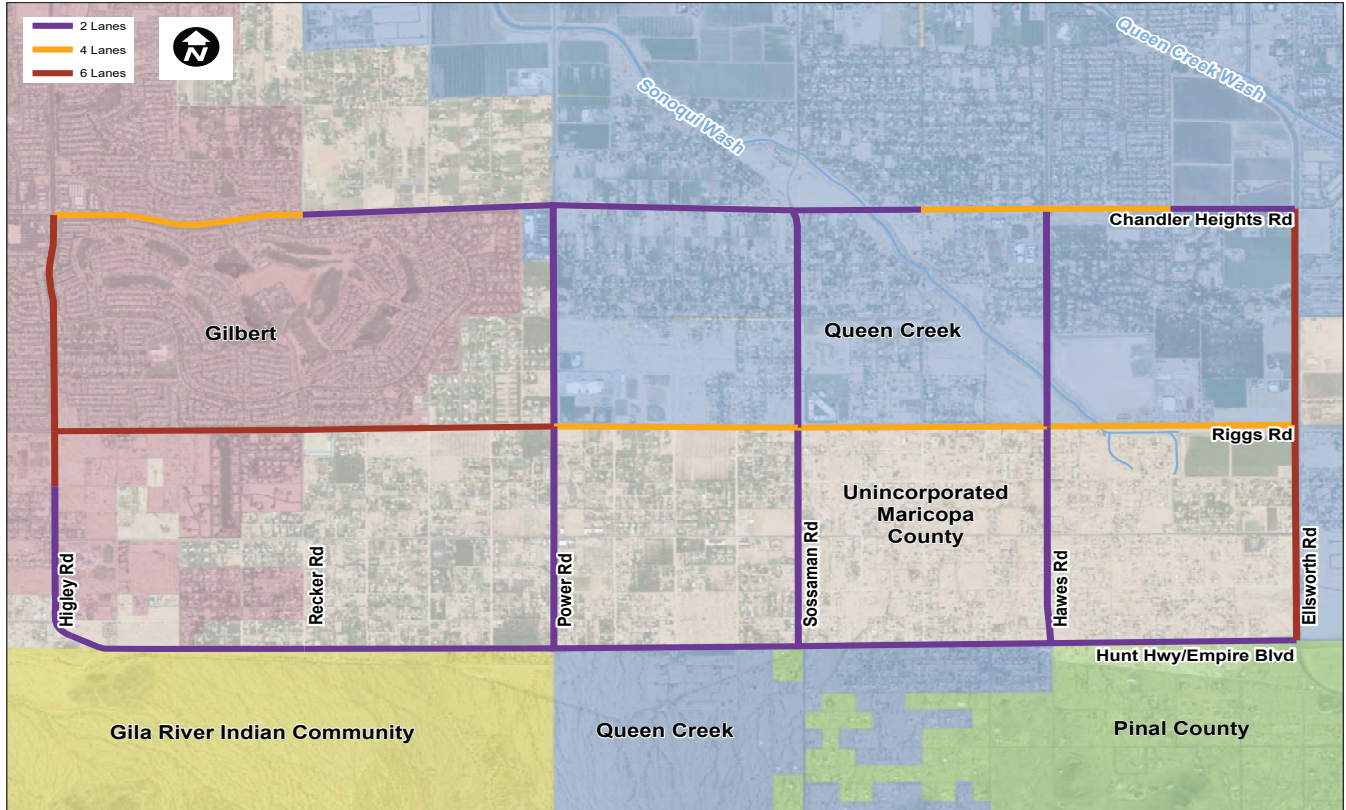 2 Lanes
4 Lanes
6 Lanes
N
Queen Creek Wash
Sonoqui Wash
Chandler Heights Rd
Gilbert
Queen Creek
Riggs Rd
Unincorporated
Maricopa
County
Higley Rd
Recker Rd
Power Rd
Sossaman Rd
Hawes Rd
Ellsworth Rd
Hunt Hwy/Empire Blvd
Gila River Indian Community
Queen Creek
Pinal County